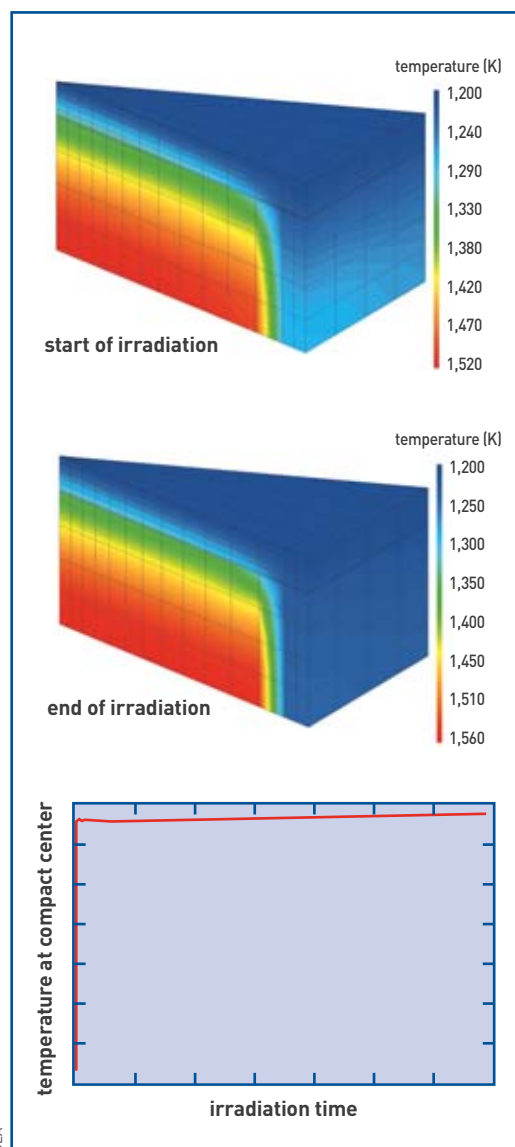 temperature (K)
1,200
1,240
1,290
1,330
1,380
1,420
1,470
1,520
start of irradiation
temperature (K)
1,200
1,250
1,300
1,350
1,400
1,450
1,510
1,560
end of irradiation
temperature at compact center
irradiation time